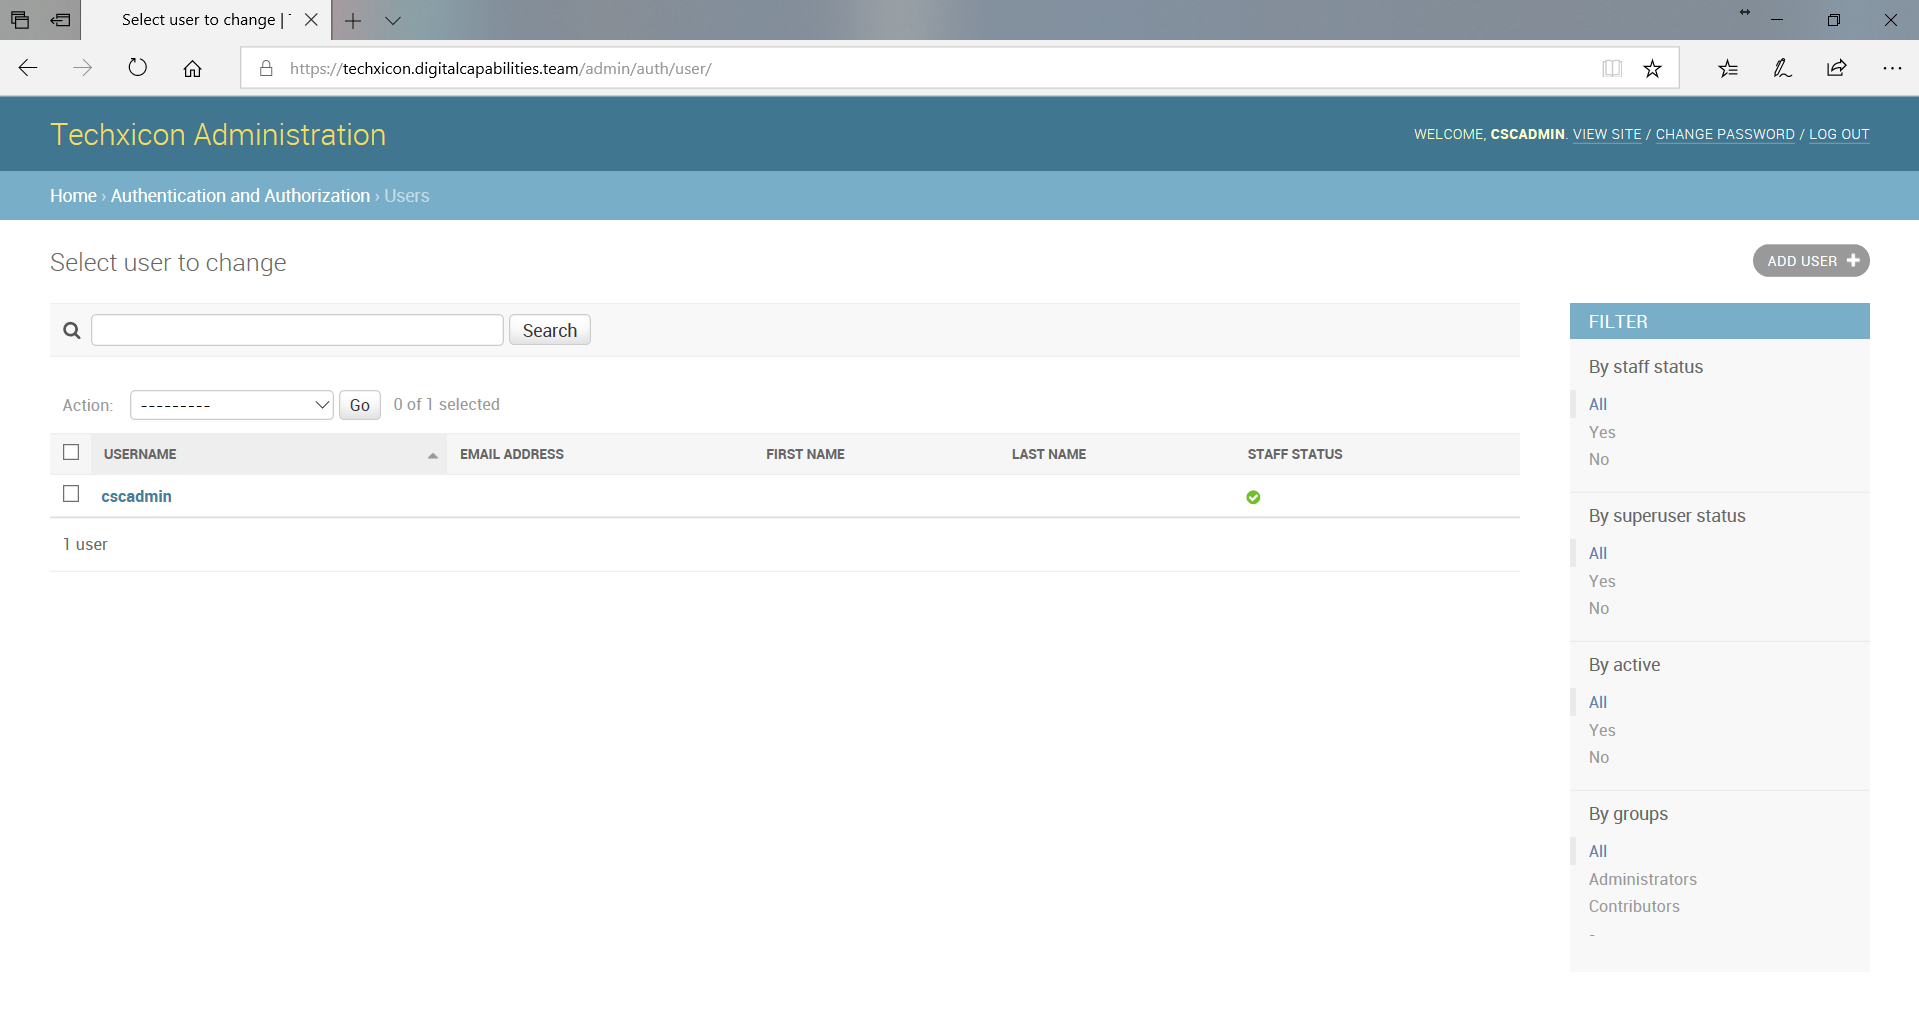 Select user to change |
https://techxicon.digitalcapabilities.team/admin/auth/user/
Techxicon Administration
WELCOME, CSCADMIN. VIEW SITE / CHANGE PASSWORD / LOG OUT
Home › Authentication and Authorization › Users
Select user to change
ADD USER
Search
Action: --------- Go 0 of 1 selected
USERNAME EMAIL ADDRESS FIRST NAME LAST NAME STAFF STATUS
cscadmin
1 user
FILTER
By staff status
All
Yes
No
By superuser status
All
Yes
No
By active
All
Yes
No
By groups
All
Administrators
Contributors
-